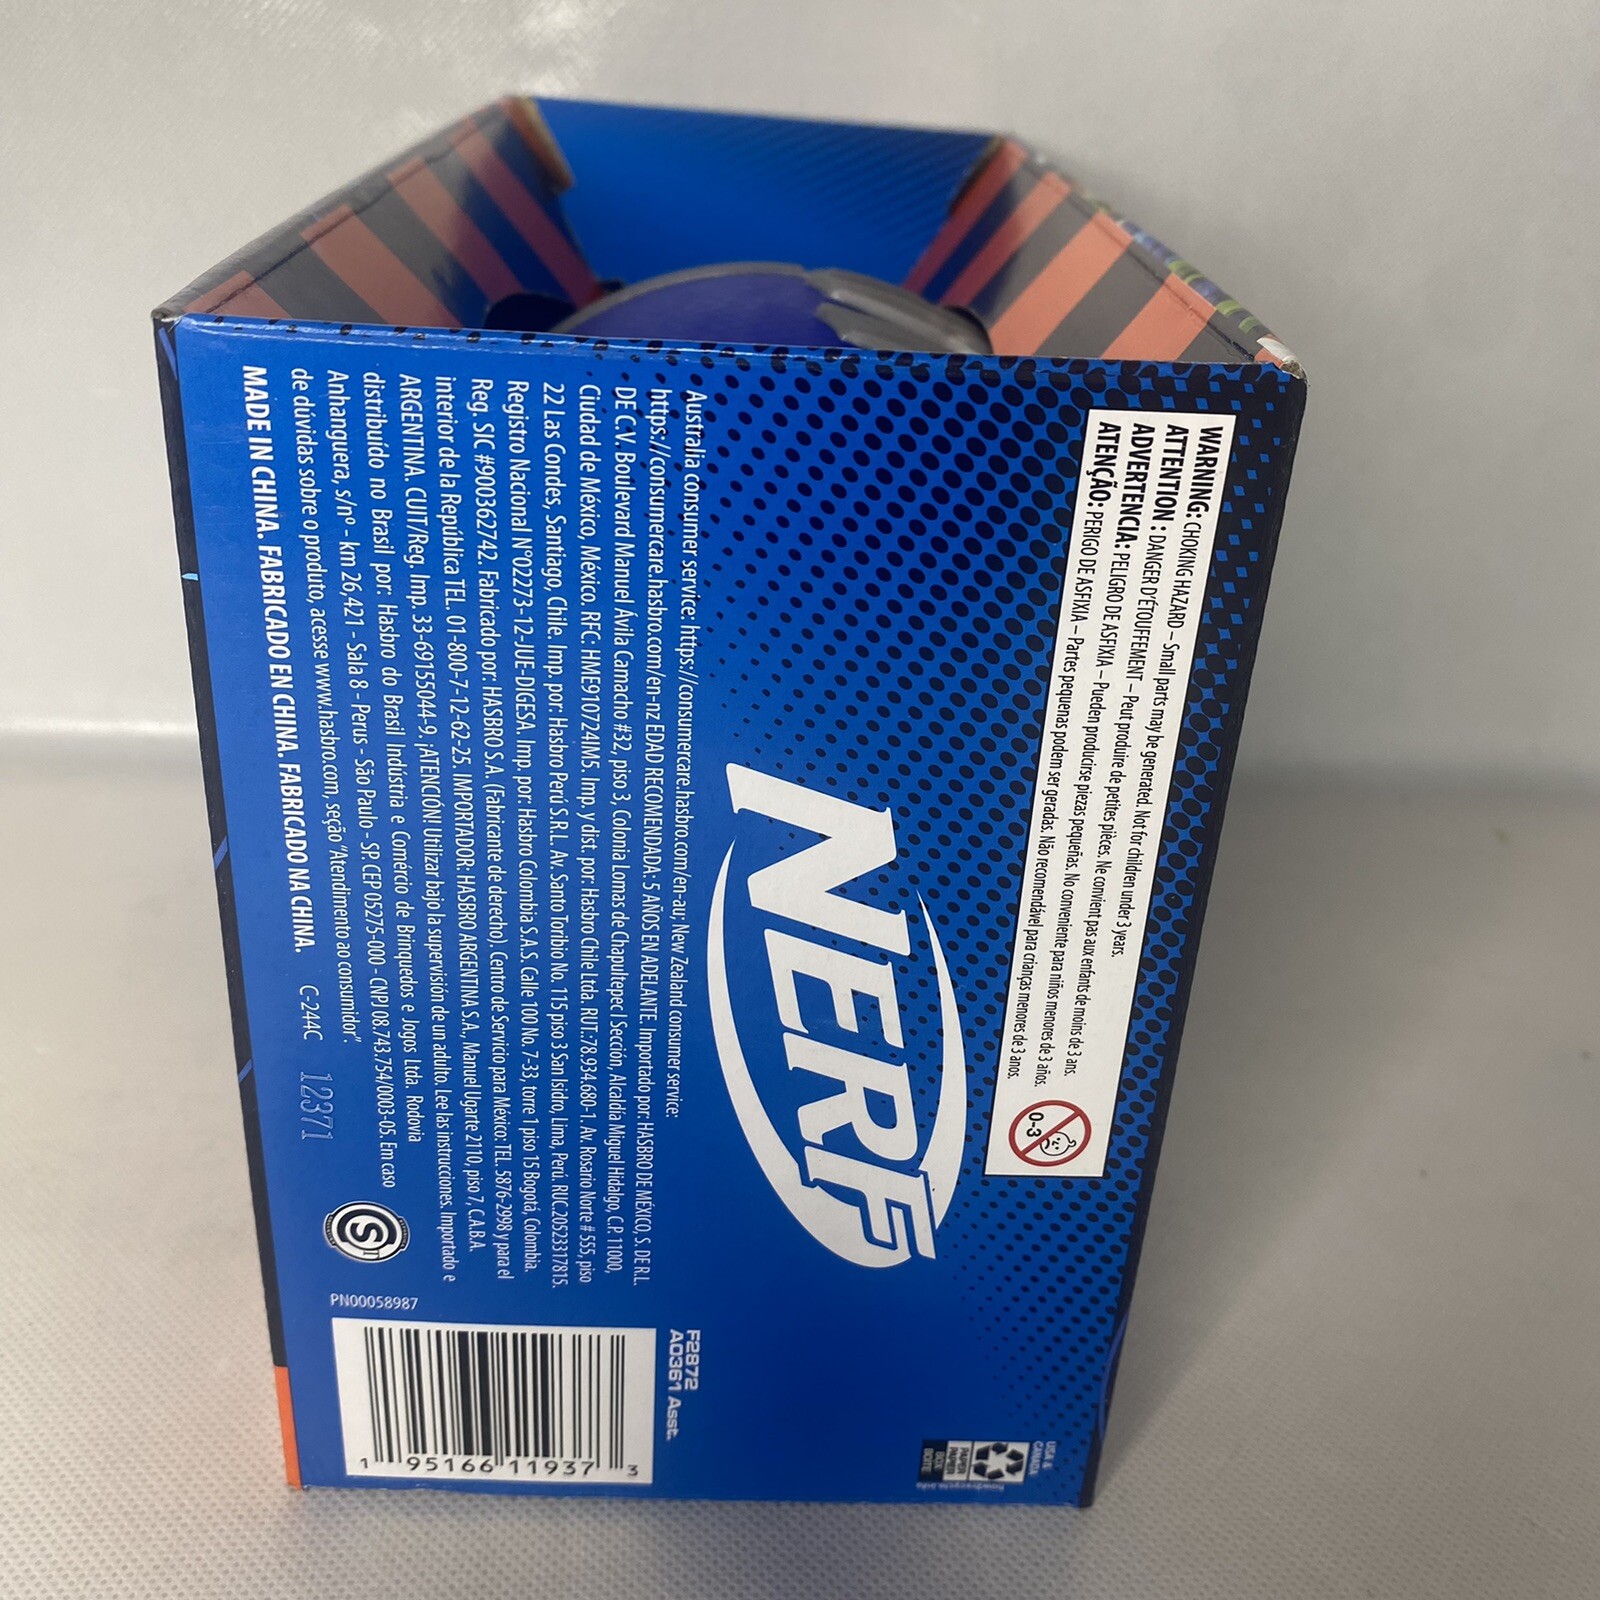 WARNING: CHOKING HAZARD – Small parts may be generated. Not for children under 3 years.
ATTENTION : DANGER D'ÉTOUFFEMENT – Peut produire de petites pièces. Ne convient pas aux enfants de moins de 3 ans.
ADVERTENCIA: PELIGRO DE ASFIXIA – Pueden producirse piezas pequeñas. No conveniente para niños menores de 3 años.
ATENÇÃO: PERIGO DE ASFIXIA – Partes pequenas podem ser geradas. Não recomendável para crianças menores de 3 anos.
0-3
NERF
Australia consumer service: https://consumercare.hasbro.com/en-au; New Zealand consumer service:
https://consumercare.hasbro.com/en-nz EDAD RECOMENDADA: 5 AÑOS EN ADELANTE. Importado por: HASBRO DE MÉXICO, S. DE R.L.
DE C.V. Boulevard Manuel Ávila Camacho #32, piso 3, Colonia Lomas de Chapultepec I Sección, Alcaldía Miguel Hidalgo, C.P. 11000,
Ciudad de México, México. RFC: HME910724IM5. Imp. y dist. por: Hasbro Chile Ltda. RUT.:78.934.680-1. Av. Rosario Norte # 555, piso
22 Las Condes, Santiago, Chile. Imp. por: Hasbro Perú S.R.L. Av. Santo Toribio No. 115 piso 3 San Isidro, Lima, Perú. RUC.20523317815.
Registro Nacional N°02273-12-JUE-DIGESA. Imp. por: Hasbro Colombia S.A.S. Calle 100 No. 7-33, torre 1 piso 15 Bogotá, Colombia.
Reg. SIC #900362742. Fabricado por: HASBRO S.A. (Fabricante de derecho). Centro de Servicio para México: TEL. 5876-2998 y para el
interior de la República TEL. 01-800-7-12-62-25. IMPORTADOR: HASBRO ARGENTINA S.A., Manuel Ugarte 2110, piso 7, C.A.B.A.
ARGENTINA. CUIT/Reg. Imp. 33-69155044-9. ¡ATENCIÓN! Utilizar bajo la supervisión de un adulto. Lee las instrucciones. Importado e
distribuído no Brasil por: Hasbro do Brasil Indústria e Comércio de Brinquedos e Jogos Ltda. Rodovia
Anhanguera, s/nº - km 26,421 - Sala 8 - Perus - São Paulo - SP. CEP 05275-000 - CNPJ 08.743.754/0003-05. Em caso
de dúvidas sobre o produto, acesse www.hasbro.com, seção "Atendimento ao consumidor".
MADE IN CHINA. FABRICADO EN CHINA. FABRICADO NA CHINA. C-244C 12371
S
PN00058987
F2872
A0361 Asst.
1 95166 11937 3
USA &
CANADA
PAPER
PAPIER
BOX
BOÎTE
how2recycle.info